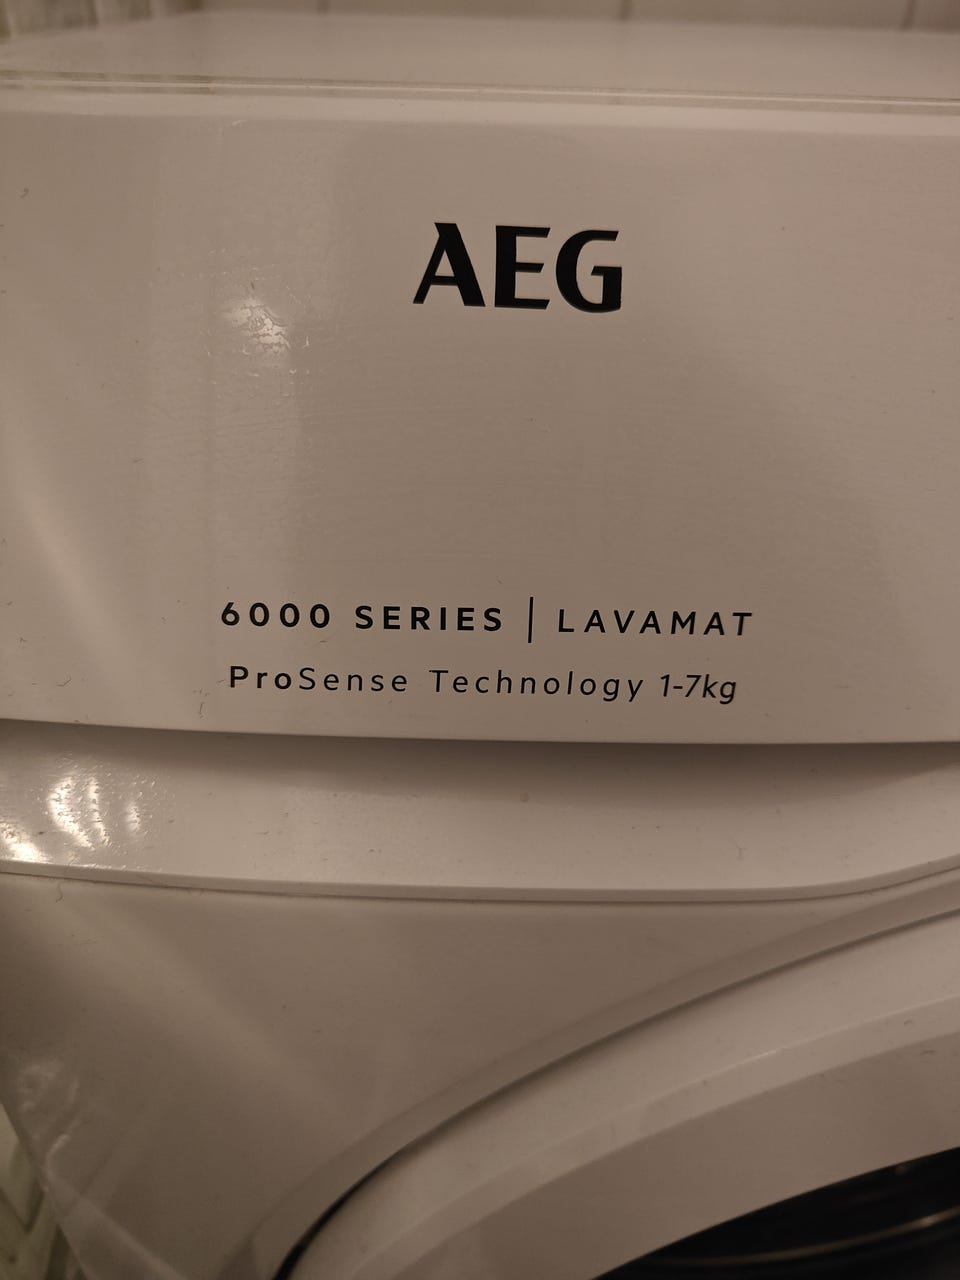 AEG
6000 SERIES | LAVAMAT
ProSense Technology 1-7kg